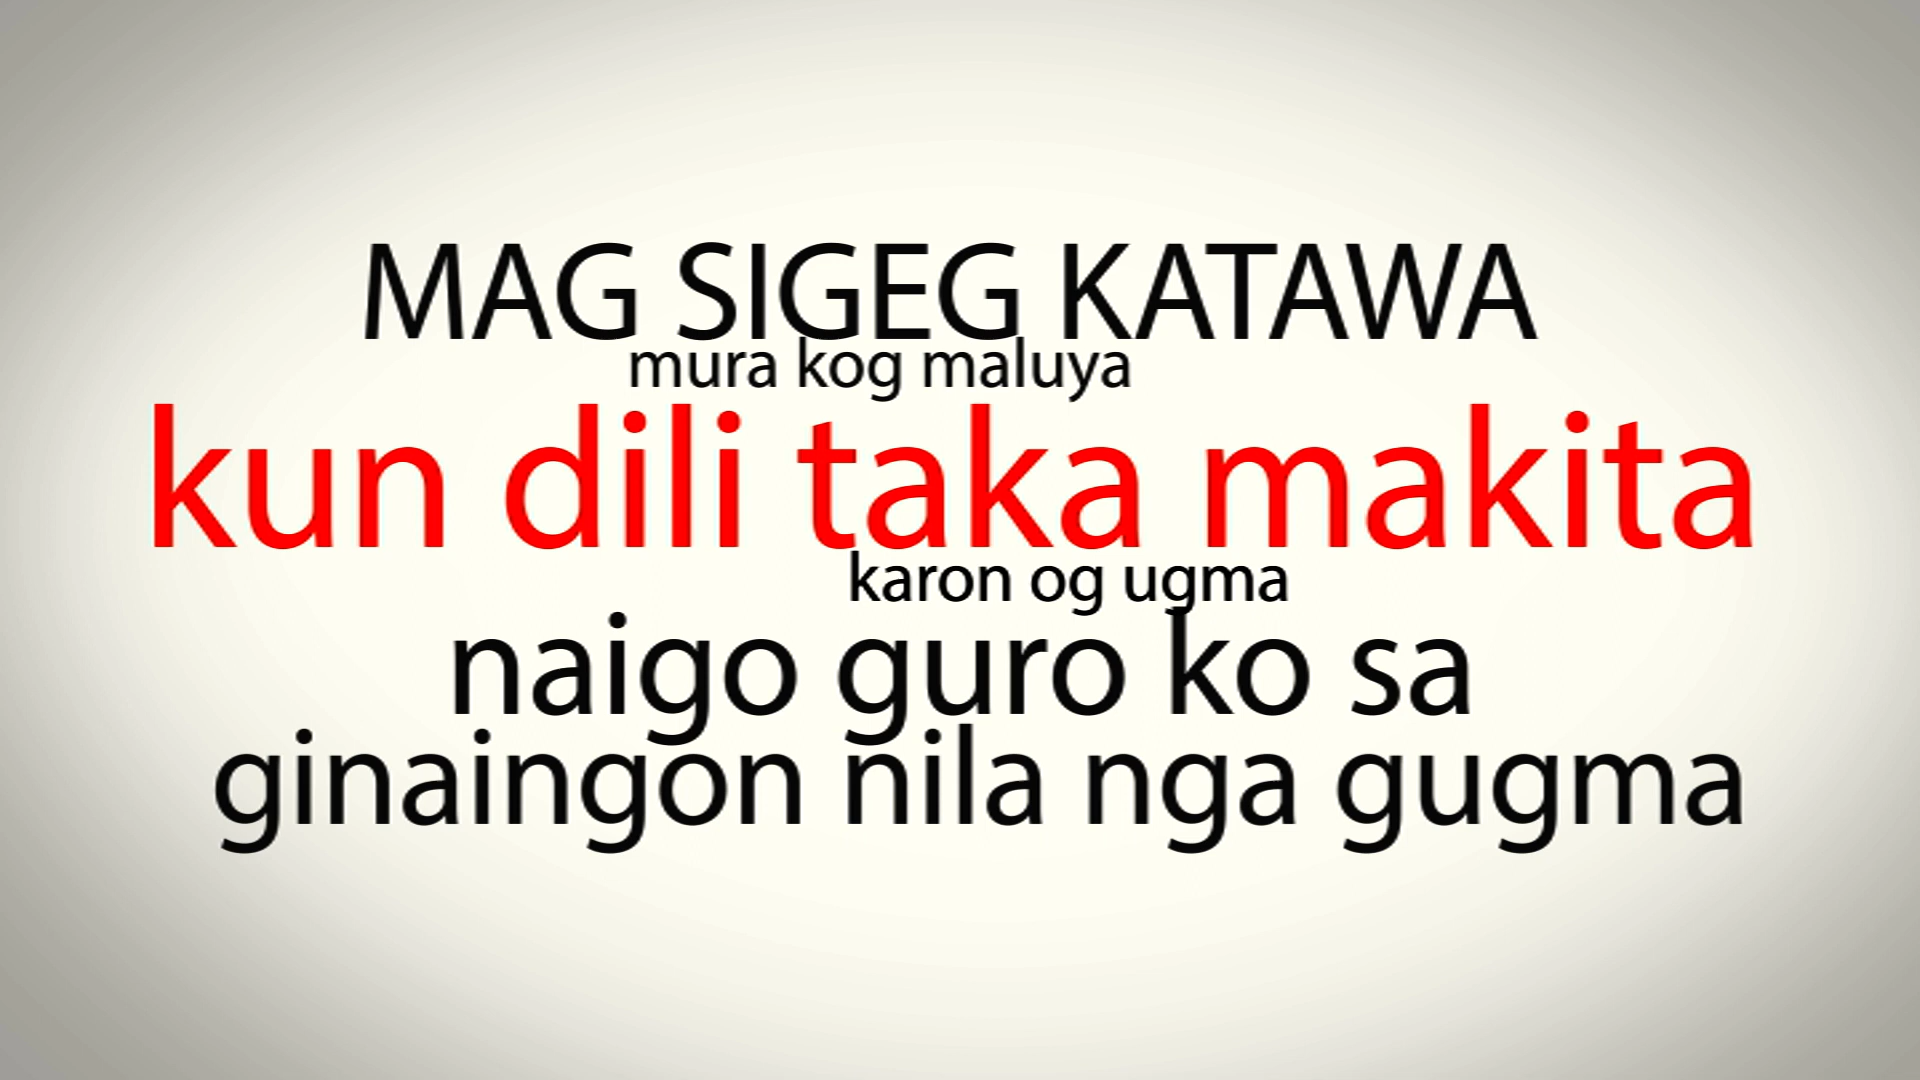 MAG SIGEG KATAWA
mura kog maluya
kun dili taka makita
karon og ugma
naigo guro ko sa
ginaingon nila nga gugma